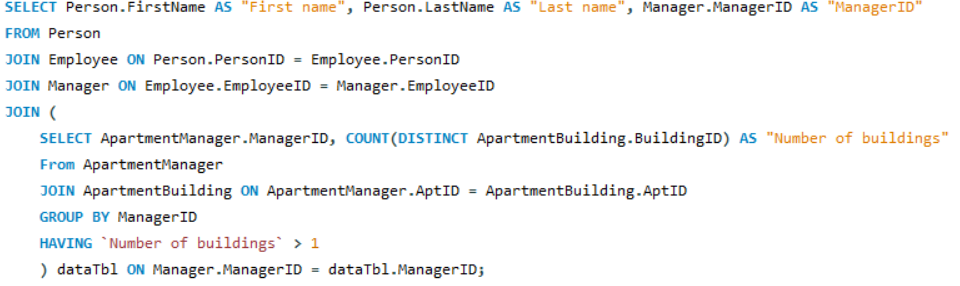 SELECT Person.FirstName AS "First name", Person.LastName AS "Last name", Manager.ManagerID AS "ManagerID"
FROM Person
JOIN Employee ON Person.PersonID = Employee.PersonID
JOIN Manager ON Employee.EmployeeID = Manager.EmployeeID
JOIN (
    SELECT ApartmentManager.ManagerID, COUNT(DISTINCT ApartmentBuilding.BuildingID) AS "Number of buildings"
    From ApartmentManager
    JOIN ApartmentBuilding ON ApartmentManager.AptID = ApartmentBuilding.AptID
    GROUP BY ManagerID
    HAVING `Number of buildings` > 1
    ) dataTbl ON Manager.ManagerID = dataTbl.ManagerID;